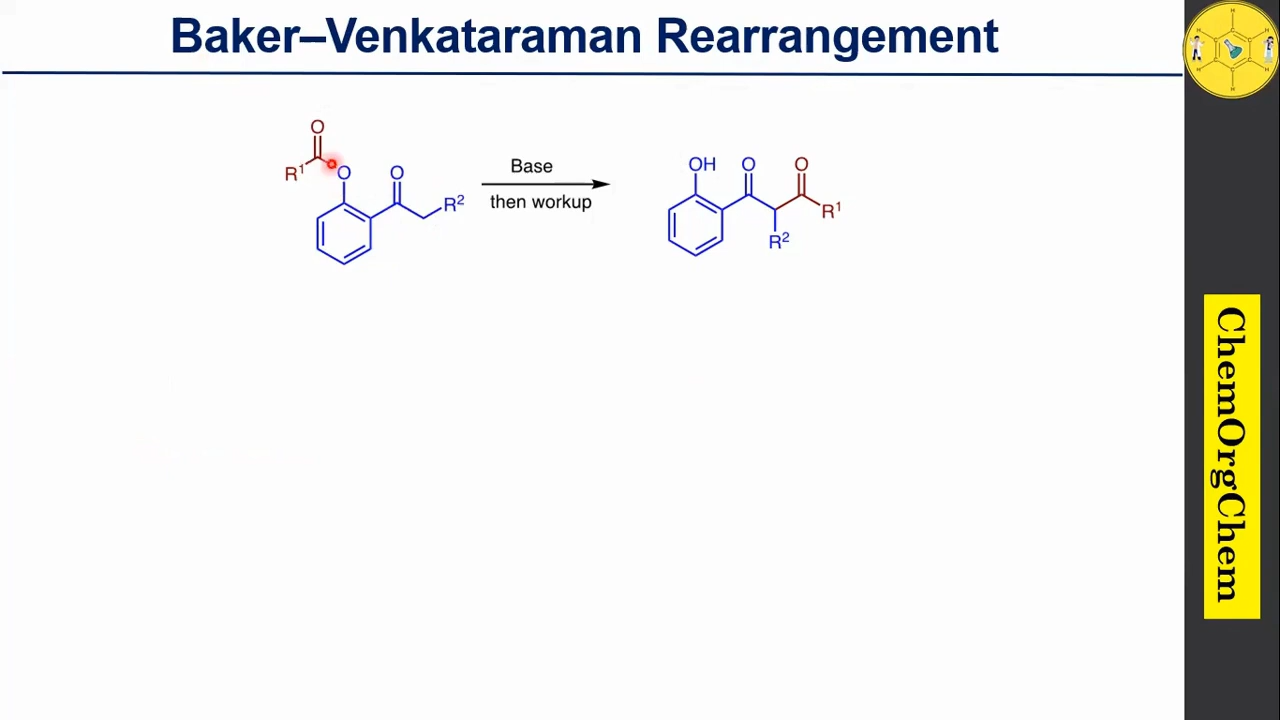 Baker–Venkataraman Rearrangement
O
R¹
O
O
R²
Base
then workup
OH
O
O
R¹
R²
ChemOrgChem
H
H
H
H
H
H